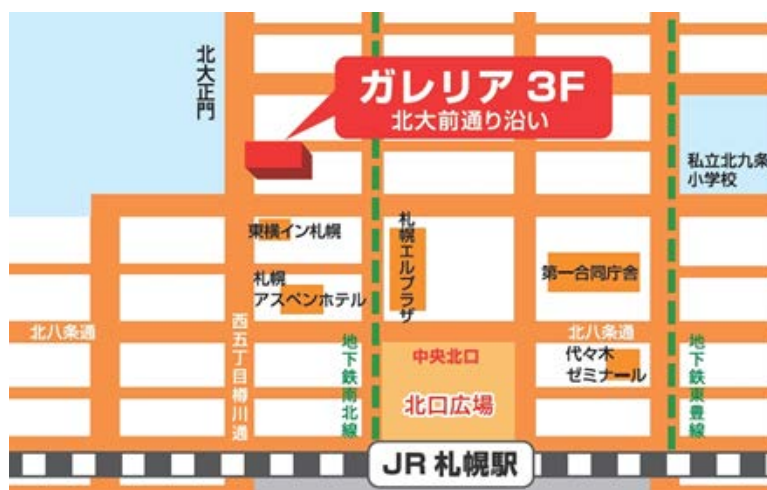 北大正門
ガレリア 3F
北大前通り沿い
私立北九条
小学校
東横イン札幌
札幌エルプラザ
第一合同庁舎
札幌
アスペンホテル
北八条通
西五丁目樽川通
地下鉄南北線
中央北口
北口広場
北八条通
代々木
ゼミナール
地下鉄東豊線
JR 札幌駅